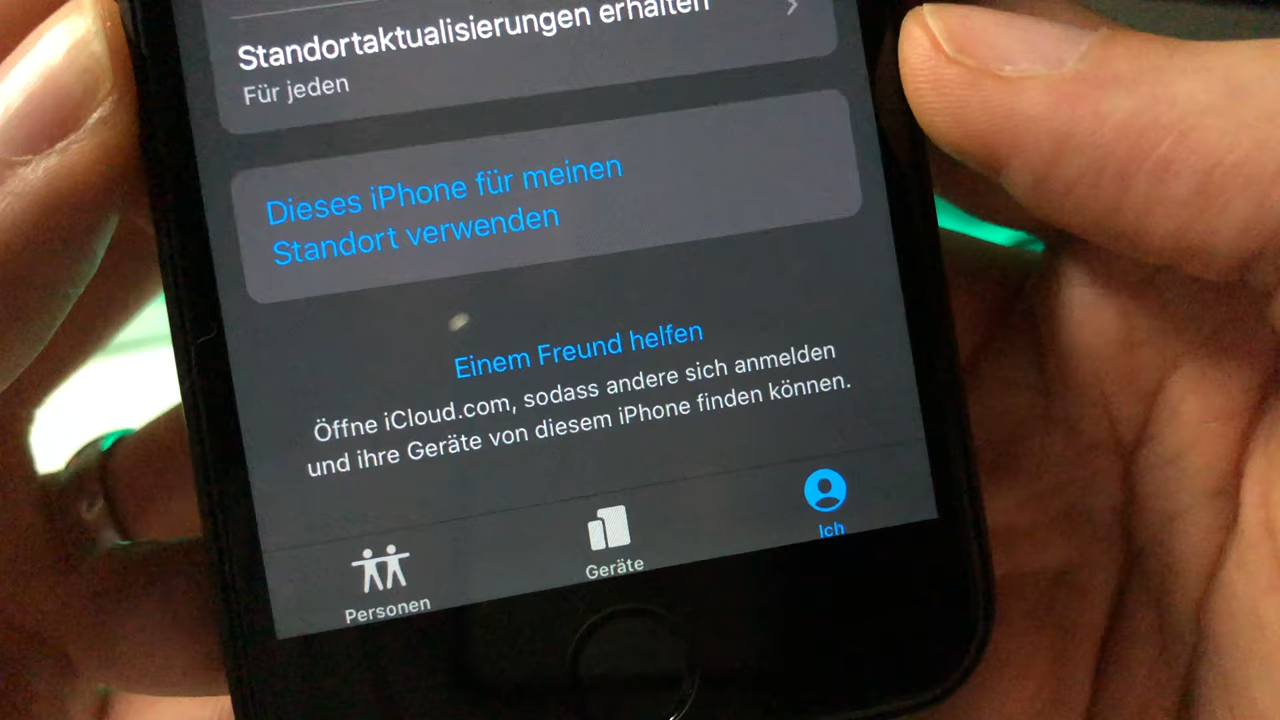 Standortaktualisierungen erhalten
Für jeden
Dieses iPhone für meinen
Standort verwenden
Einem Freund helfen
Öffne iCloud.com, sodass andere sich anmelden
und ihre Geräte von diesem iPhone finden können.
Personen
Geräte
Ich